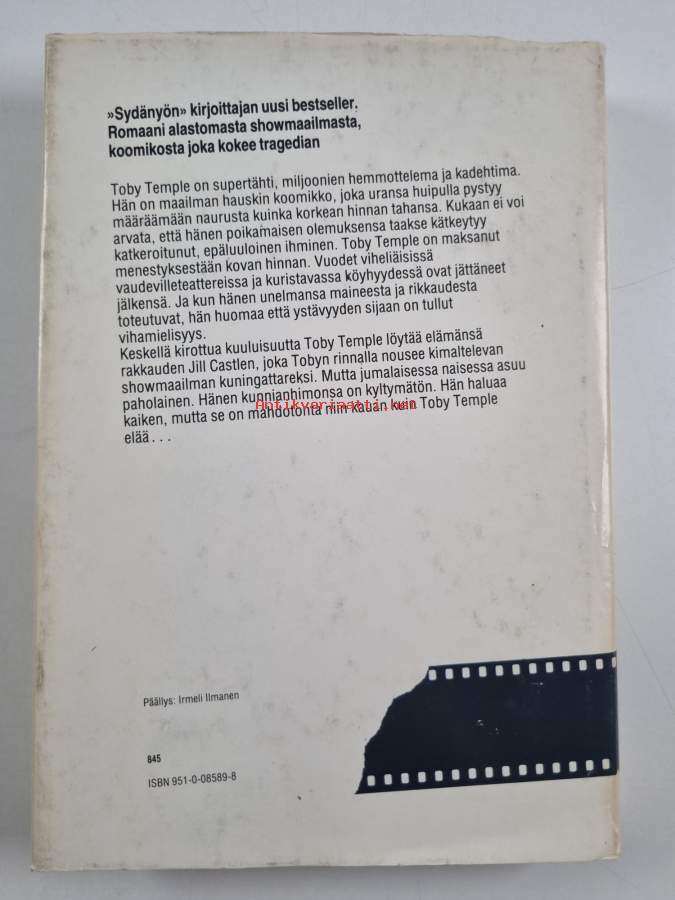 »Sydänyön» kirjoittajan uusi bestseller.
Romaani alastomasta showmaailmasta,
koomikosta joka kokee tragedian
Toby Temple on supertähti, miljoonien hemmottelema ja kadehtima.
Hän on maailman hauskin koomikko, joka uransa huipulla pystyy
määräämään naurusta kuinka korkean hinnan tahansa. Kukaan ei voi
arvata, että hänen poikamaisen olemuksensa taakse kätkeytyy
katkeroitunut, epäluuloinen ihminen. Toby Temple on maksanut
menestyksestään kovan hinnan. Vuodet viheliäisissä
vaudevilleteattereissa ja kuristavassa köyhyydessä ovat jättäneet
jälkensä. Ja kun hänen unelmansa maineesta ja rikkaudesta
toteutuvat, hän huomaa että ystävyyden sijaan on tullut
vihamielisyys.
Keskellä kirottua kuuluisuutta Toby Temple löytää elämänsä
rakkauden Jill Castlen, joka Tobyn rinnalla nousee kimaltelevan
showmaailman kuningattareksi. Mutta jumalaisessa naisessa asuu
paholainen. Hänen kunnianhimonsa on kyltymätön. Hän haluaa
Antikvariaatti.net
kaiken, mutta se on mahdotonta niin kauan kuin Toby Temple
elää...
Päällys: Irmeli Ilmanen
845
ISBN 951-0-08589-8